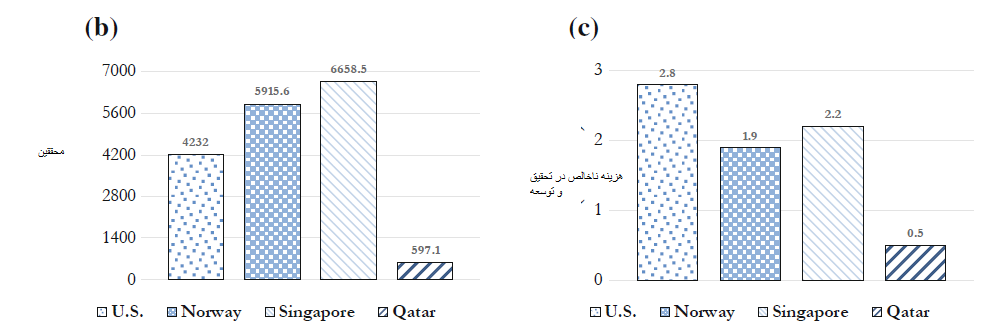 (b)
7000
5600
4200
2800
1400
0
محققین
4232
5915.6
6658.5
597.1
U.S. Norway Singapore Qatar
(c)
3
2
1
0
هزینه ناخالص در تحقیق
و توسعه
2.8
1.9
2.2
0.5
U.S. Norway Singapore Qatar